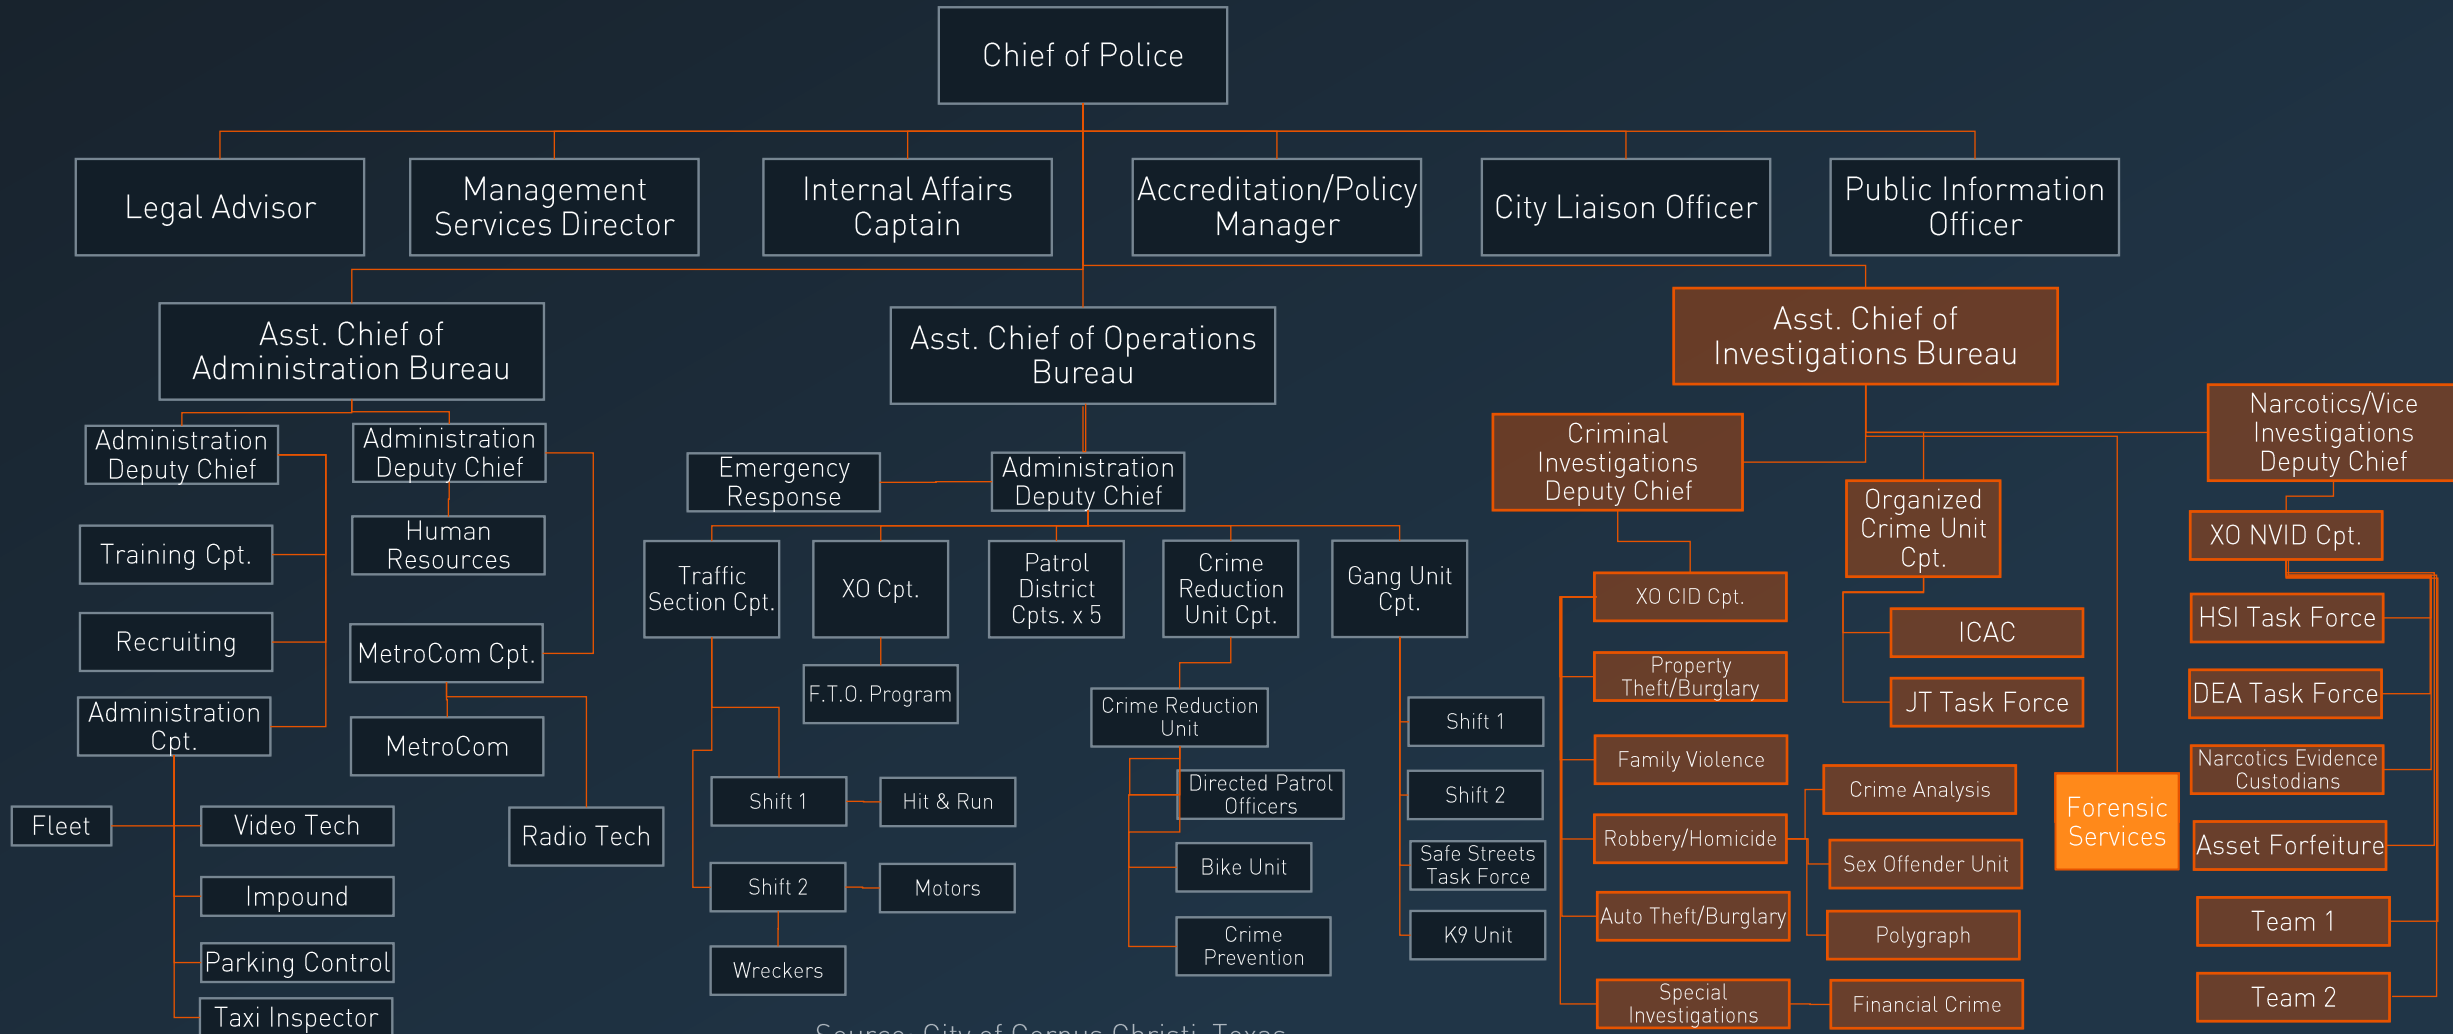 Chief of Police
Legal Advisor
Management
Services Director
Internal Affairs
Captain
Accreditation/Policy
Manager
City Liaison Officer
Public Information
Officer
Asst. Chief of
Administration Bureau
Asst. Chief of Operations
Bureau
Asst. Chief of
Investigations Bureau
Administration
Deputy Chief
Training Cpt.
Recruiting
Administration
Cpt.
Fleet
Video Tech
Impound
Parking Control
Taxi Inspector
Administration
Deputy Chief
Human
Resources
MetroCom Cpt.
MetroCom
Radio Tech
Emergency
Response
Administration
Deputy Chief
Traffic
Section Cpt.
XO Cpt.
Patrol
District
Cpts. x 5
Crime
Reduction
Unit Cpt.
Gang Unit
Cpt.
F.T.O. Program
Shift 1
Hit & Run
Shift 2
Motors
Wreckers
Crime Reduction
Unit
Directed Patrol
Officers
Bike Unit
Crime
Prevention
Shift 1
Shift 2
Safe Streets
Task Force
K9 Unit
Criminal
Investigations
Deputy Chief
XO CID Cpt.
Property
Theft/Burglary
Family Violence
Robbery/Homicide
Auto Theft/Burglary
Special
Investigations
Crime Analysis
Sex Offender Unit
Polygraph
Financial Crime
Organized
Crime Unit
Cpt.
ICAC
JT Task Force
Forensic
Services
Narcotics/Vice
Investigations
Deputy Chief
XO NVID Cpt.
HSI Task Force
DEA Task Force
Narcotics Evidence
Custodians
Asset Forfeiture
Team 1
Team 2
Source: City of Corpus Christi, Texas